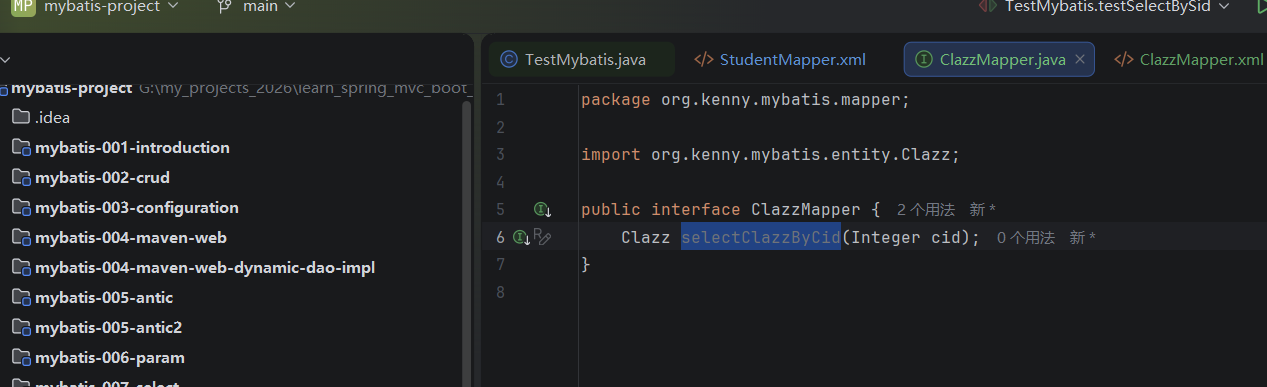 MP mybatis-project main TestMybatis.testSelectBySid
TestMybatis.java </> StudentMapper.xml ClazzMapper.java × </> ClazzMapper.xml
mybatis-project G:\my_projects_2026\learn_spring_mvc_boot_
.idea
mybatis-001-introduction
mybatis-002-crud
mybatis-003-configuration
mybatis-004-maven-web
mybatis-004-maven-web-dynamic-dao-impl
mybatis-005-antic
mybatis-005-antic2
mybatis-006-param
mybatis-007-select
1 package org.kenny.mybatis.mapper;
2
3 import org.kenny.mybatis.entity.Clazz;
4
5 public interface ClazzMapper { 2 个用法 新 *
6 Clazz selectClazzByCid(Integer cid); 0 个用法 新 *
7 }
8